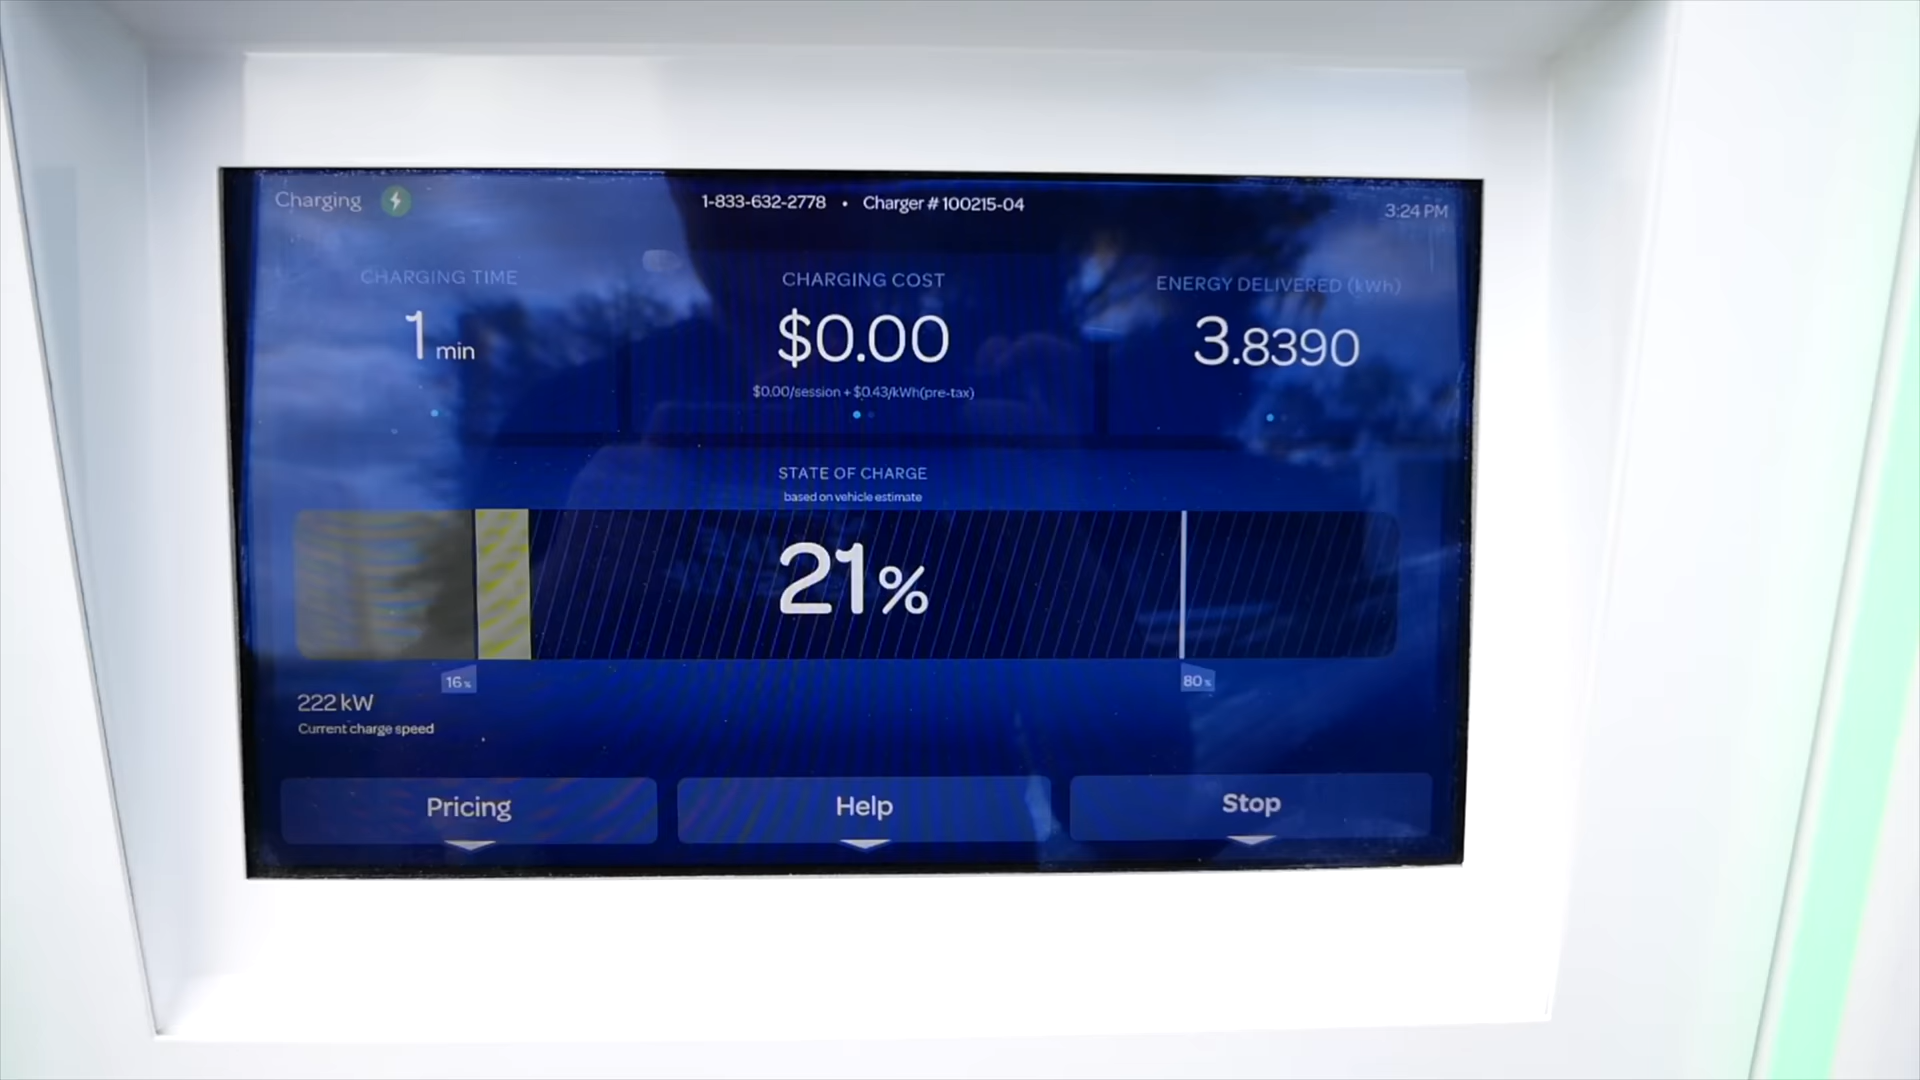 Charging
1-833-632-2778 • Charger # 100215-04
3:24 PM
CHARGING TIME
1 min
CHARGING COST
$0.00
$0.00/session + $0.43/kWh(pre-tax)
ENERGY DELIVERED (kWh)
3.8390
STATE OF CHARGE
based on vehicle estimate
21%
16%
80%
222 kW
Current charge speed
Pricing
Help
Stop